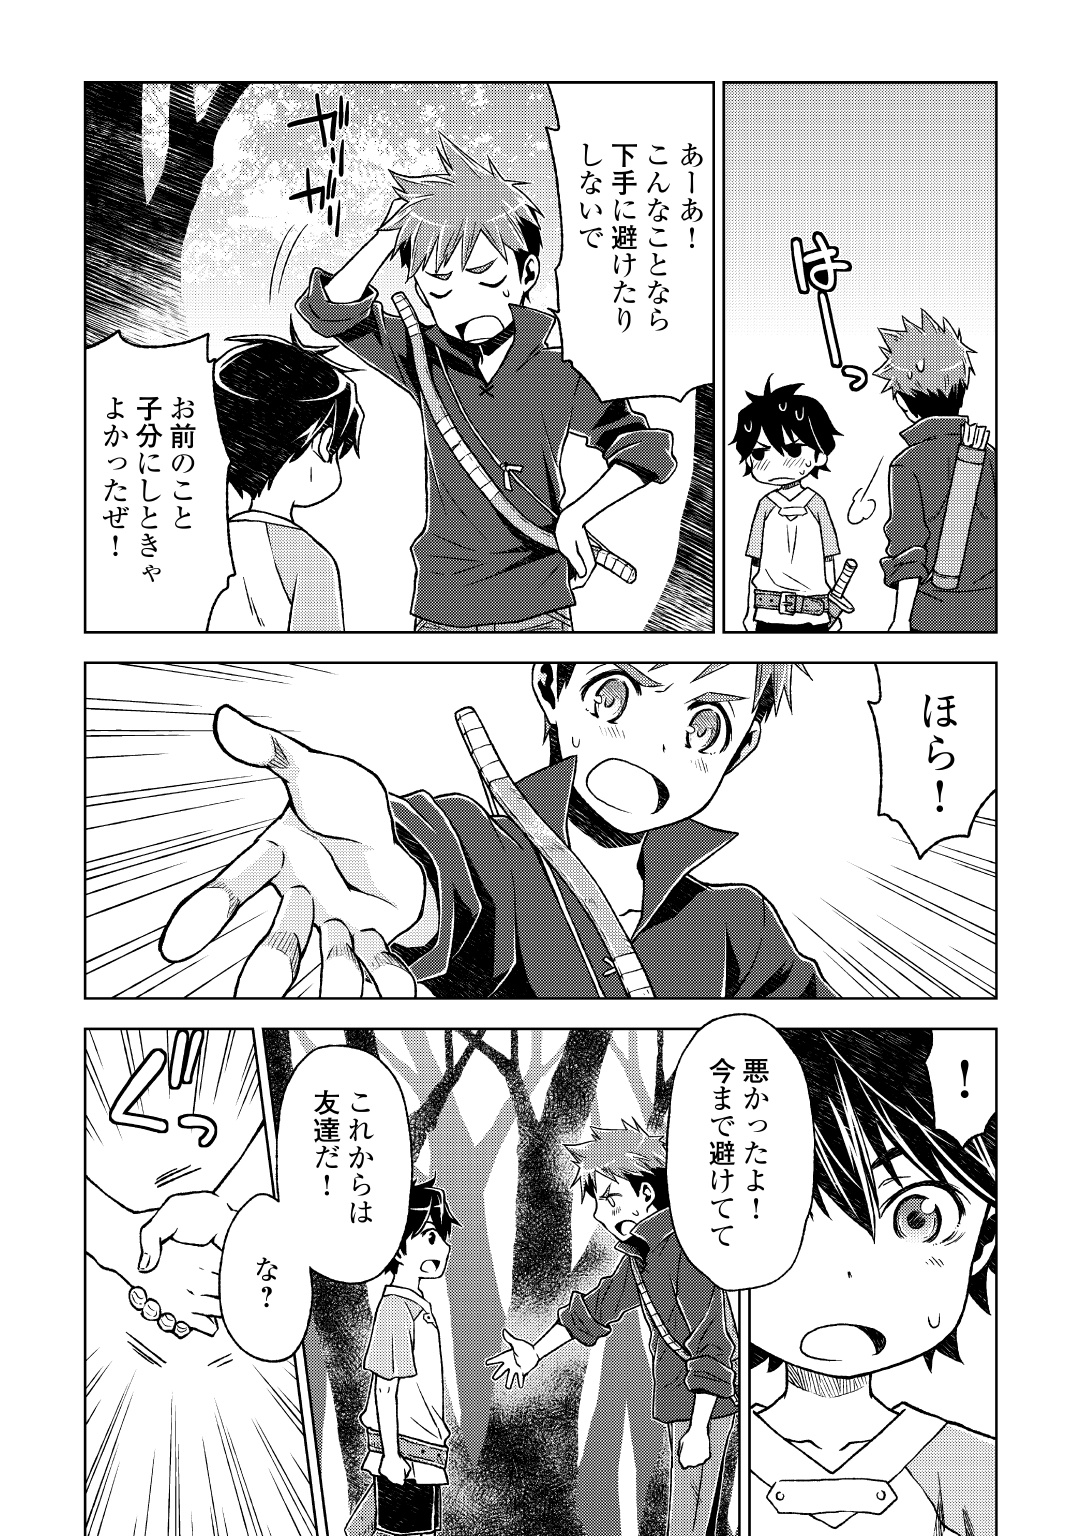 はーっ
あーあ！
こんなことなら
下手に避けたり
しないで
ガリガリ
お前のこと
子分にしときゃ
よかったぜ！
ほら！
！
悪かったよ！
今まで避けてて
これからは
友達だ！
な？
ぐっ